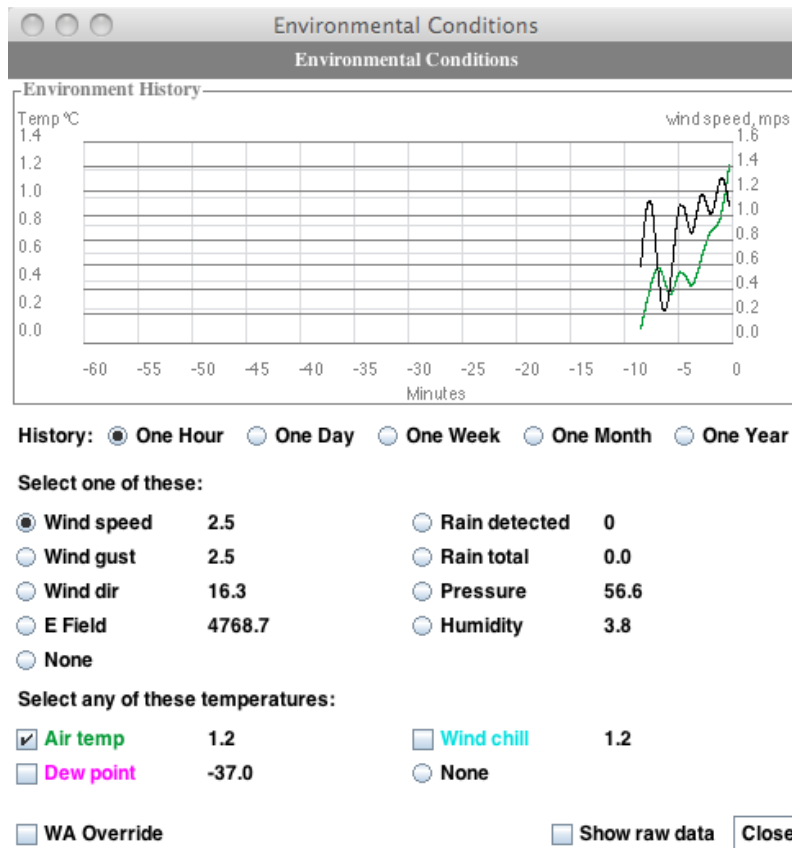 Environmental Conditions
Environmental Conditions
Environment History
Temp °C wind speed, mps
1.4 1.6
1.2 1.4
1.0 1.2
0.8 1.0
0.6 0.8
0.4 0.6
0.2 0.4
0.0 0.2
0.0
-60 -55 -50 -45 -40 -35 -30 -25 -20 -15 -10 -5 0
Minutes
History: One Hour One Day One Week One Month One Year
Select one of these:
Wind speed 2.5 Rain detected 0
Wind gust 2.5 Rain total 0.0
Wind dir 16.3 Pressure 56.6
E Field 4768.7 Humidity 3.8
None
Select any of these temperatures:
Air temp 1.2 Wind chill 1.2
Dew point -37.0 None
WA Override Show raw data Close